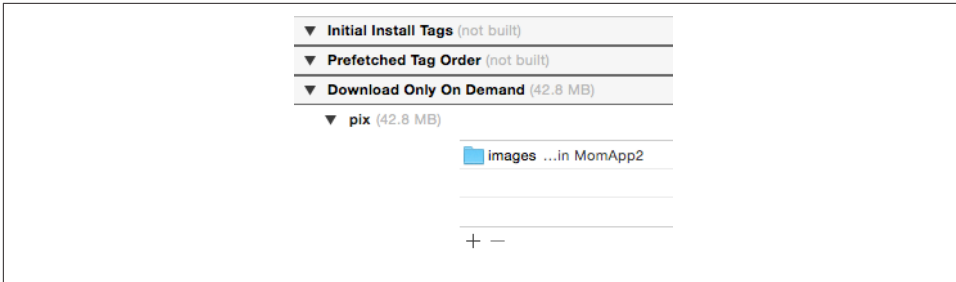 Initial Install Tags (not built)
Prefetched Tag Order (not built)
Download Only On Demand (42.8 MB)
pix (42.8 MB)
images ...in MomApp2
+ −